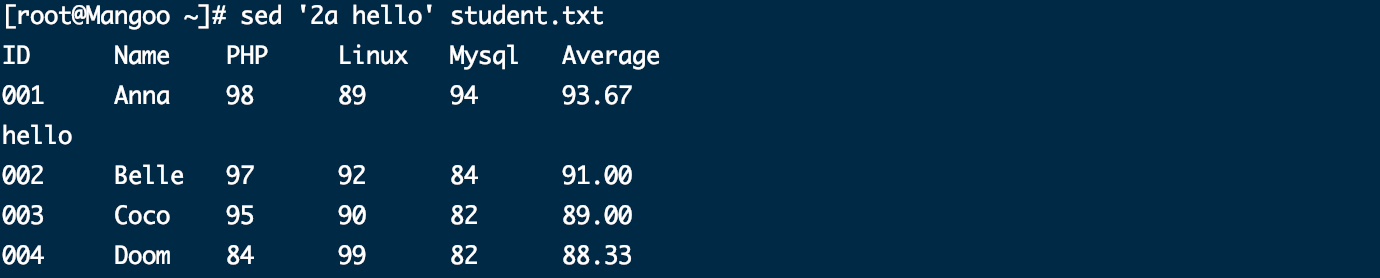 [root@Mangoo ~]# sed '2a hello' student.txt
ID Name PHP Linux Mysql Average
001 Anna 98 89 94 93.67
hello
002 Belle 97 92 84 91.00
003 Coco 95 90 82 89.00
004 Doom 84 99 82 88.33